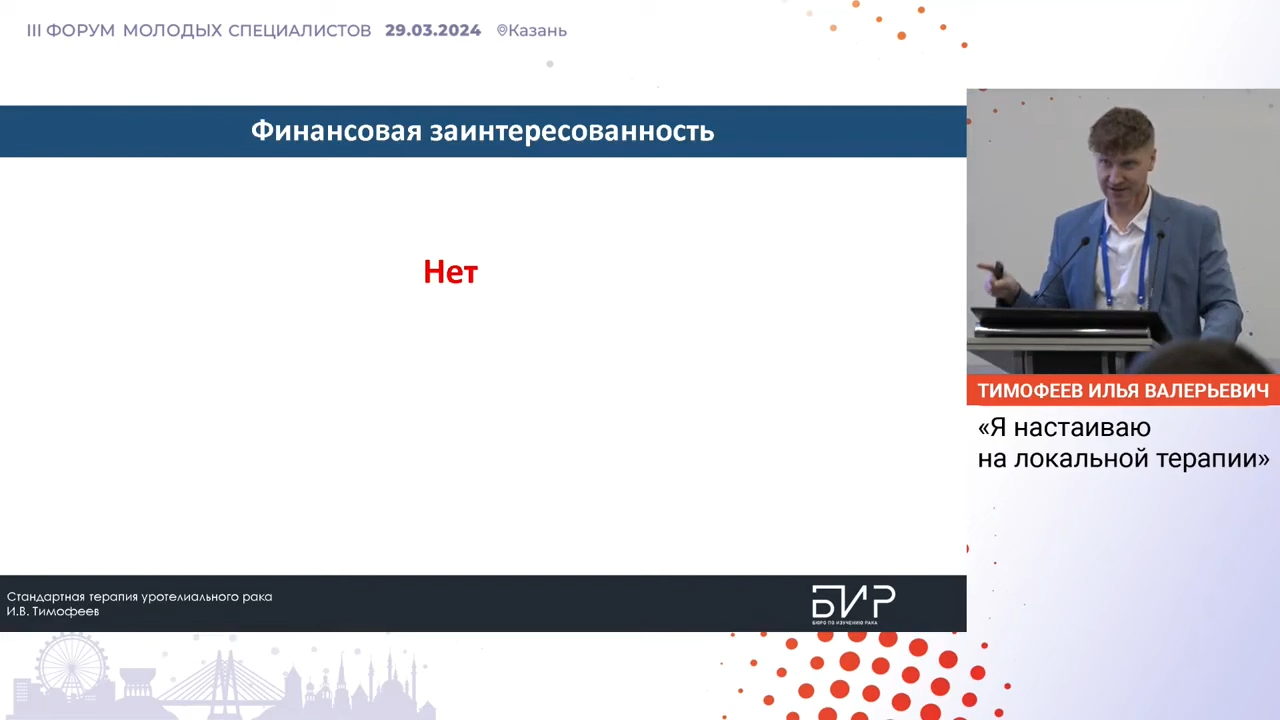 III ФОРУМ МОЛОДЫХ СПЕЦИАЛИСТОВ 29.03.2024 Казань
Финансовая заинтересованность
Нет
ТИМОФЕЕВ ИЛЬЯ ВАЛЕРЬЕВИЧ
«Я настаиваю
на локальной терапии»
Стандартная терапия уротелиального рака
И.В. Тимофеев
БИР
БЮРО ПО ИЗУЧЕНИЮ РАКА